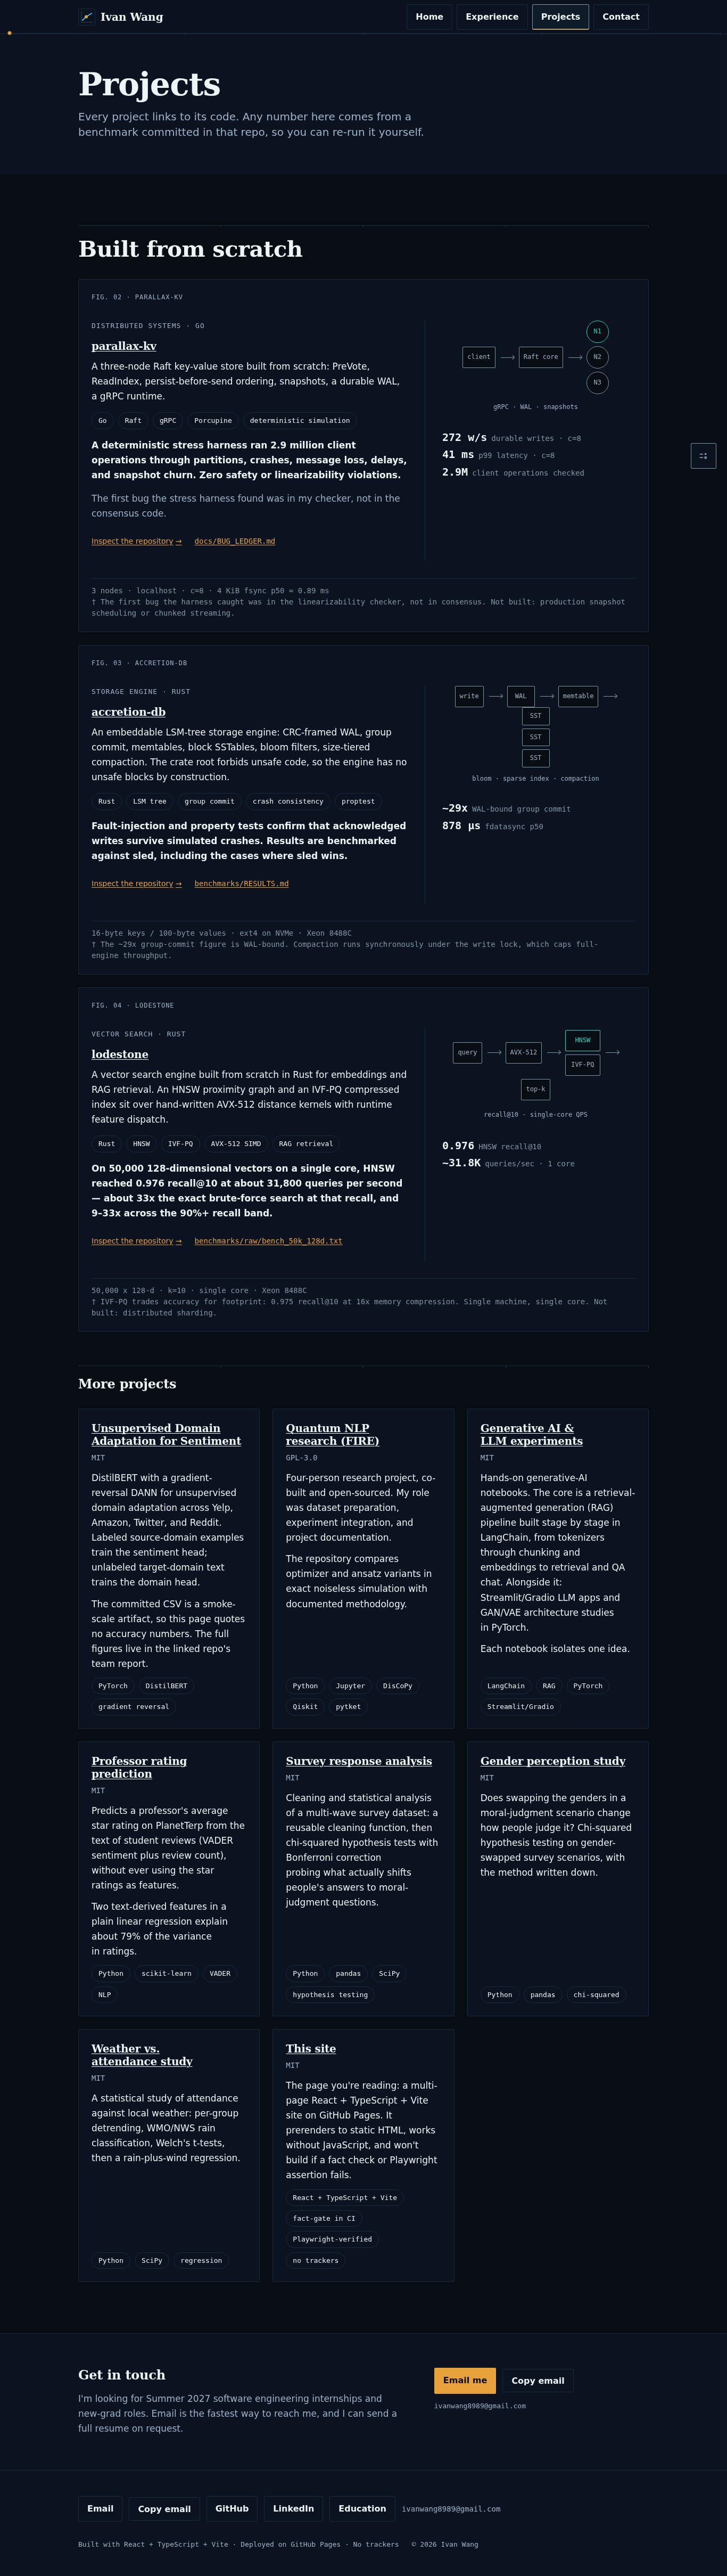 Ivan Wang
Home Experience Projects Contact
Projects
Every project links to its code. Any number here comes from a
benchmark committed in that repo, so you can re-run it yourself.
Built from scratch
FIG. 02 · PARALLAX-KV
DISTRIBUTED SYSTEMS · GO
parallax-kv
A three-node Raft key-value store built from scratch: PreVote,
ReadIndex, persist-before-send ordering, snapshots, a durable WAL,
a gRPC runtime.
Go Raft gRPC Porcupine deterministic simulation
A deterministic stress harness ran 2.9 million client
operations through partitions, crashes, message loss, delays,
and snapshot churn. Zero safety or linearizability violations.
The first bug the stress harness found was in my checker, not in the
consensus code.
Inspect the repository → docs/BUG_LEDGER.md
client Raft core N1
N2
N3
gRPC · WAL · snapshots
272 w/s durable writes · c=8
41 ms p99 latency · c=8
2.9M client operations checked
3 nodes · localhost · c=8 · 4 KiB fsync p50 ≈ 0.89 ms
† The first bug the harness caught was in the linearizability checker, not in consensus. Not built: production snapshot
scheduling or chunked streaming.
FIG. 03 · ACCRETION-DB
STORAGE ENGINE · RUST
accretion-db
An embeddable LSM-tree storage engine: CRC-framed WAL, group
commit, memtables, block SSTables, bloom filters, size-tiered
compaction. The crate root forbids unsafe code, so the engine has no
unsafe blocks by construction.
Rust LSM tree group commit crash consistency proptest
Fault-injection and property tests confirm that acknowledged
writes survive simulated crashes. Results are benchmarked
against sled, including the cases where sled wins.
Inspect the repository → benchmarks/RESULTS.md
write WAL memtable
SST
SST
SST
bloom · sparse index · compaction
~29x WAL-bound group commit
878 µs fdatasync p50
16-byte keys / 100-byte values · ext4 on NVMe · Xeon 8488C
† The ~29x group-commit figure is WAL-bound. Compaction runs synchronously under the write lock, which caps full-
engine throughput.
FIG. 04 · LODESTONE
VECTOR SEARCH · RUST
lodestone
A vector search engine built from scratch in Rust for embeddings and
RAG retrieval. An HNSW proximity graph and an IVF-PQ compressed
index sit over hand-written AVX-512 distance kernels with runtime
feature dispatch.
Rust HNSW IVF-PQ AVX-512 SIMD RAG retrieval
On 50,000 128-dimensional vectors on a single core, HNSW
reached 0.976 recall@10 at about 31,800 queries per second
— about 33x the exact brute-force search at that recall, and
9–33x across the 90%+ recall band.
Inspect the repository → benchmarks/raw/bench_50k_128d.txt
query AVX-512 HNSW
IVF-PQ
top-k
recall@10 · single-core QPS
0.976 HNSW recall@10
~31.8K queries/sec · 1 core
50,000 x 128-d · k=10 · single core · Xeon 8488C
† IVF-PQ trades accuracy for footprint: 0.975 recall@10 at 16x memory compression. Single machine, single core. Not
built: distributed sharding.
More projects
Unsupervised Domain
Adaptation for Sentiment
MIT
DistilBERT with a gradient-
reversal DANN for unsupervised
domain adaptation across Yelp,
Amazon, Twitter, and Reddit.
Labeled source-domain examples
train the sentiment head;
unlabeled target-domain text
trains the domain head.
The committed CSV is a smoke-
scale artifact, so this page quotes
no accuracy numbers. The full
figures live in the linked repo's
team report.
PyTorch DistilBERT
gradient reversal
Quantum NLP
research (FIRE)
GPL-3.0
Four-person research project, co-
built and open-sourced. My role
was dataset preparation,
experiment integration, and
project documentation.
The repository compares
optimizer and ansatz variants in
exact noiseless simulation with
documented methodology.
Python Jupyter DisCoPy
Qiskit pytket
Generative AI &
LLM experiments
MIT
Hands-on generative-AI
notebooks. The core is a retrieval-
augmented generation (RAG)
pipeline built stage by stage in
LangChain, from tokenizers
through chunking and
embeddings to retrieval and QA
chat. Alongside it:
Streamlit/Gradio LLM apps and
GAN/VAE architecture studies
in PyTorch.
Each notebook isolates one idea.
LangChain RAG PyTorch
Streamlit/Gradio
Professor rating
prediction
MIT
Predicts a professor's average
star rating on PlanetTerp from the
text of student reviews (VADER
sentiment plus review count),
without ever using the star
ratings as features.
Two text-derived features in a
plain linear regression explain
about 79% of the variance
in ratings.
Python scikit-learn VADER
NLP
Survey response analysis
MIT
Cleaning and statistical analysis
of a multi-wave survey dataset: a
reusable cleaning function, then
chi-squared hypothesis tests with
Bonferroni correction
probing what actually shifts
people's answers to moral-
judgment questions.
Python pandas SciPy
hypothesis testing
Gender perception study
MIT
Does swapping the genders in a
moral-judgment scenario change
how people judge it? Chi-squared
hypothesis testing on gender-
swapped survey scenarios, with
the method written down.
Python pandas chi-squared
Weather vs.
attendance study
MIT
A statistical study of attendance
against local weather: per-group
detrending, WMO/NWS rain
classification, Welch's t-tests,
then a rain-plus-wind regression.
Python SciPy regression
This site
MIT
The page you're reading: a multi-
page React + TypeScript + Vite
site on GitHub Pages. It
prerenders to static HTML, works
without JavaScript, and won't
build if a fact check or Playwright
assertion fails.
React + TypeScript + Vite
fact-gate in CI
Playwright-verified
no trackers
Get in touch
I'm looking for Summer 2027 software engineering internships and
new-grad roles. Email is the fastest way to reach me, and I can send a
full resume on request.
Email me Copy email
ivanwang8989@gmail.com
Email Copy email GitHub LinkedIn Education ivanwang8989@gmail.com
Built with React + TypeScript + Vite · Deployed on GitHub Pages · No trackers © 2026 Ivan Wang